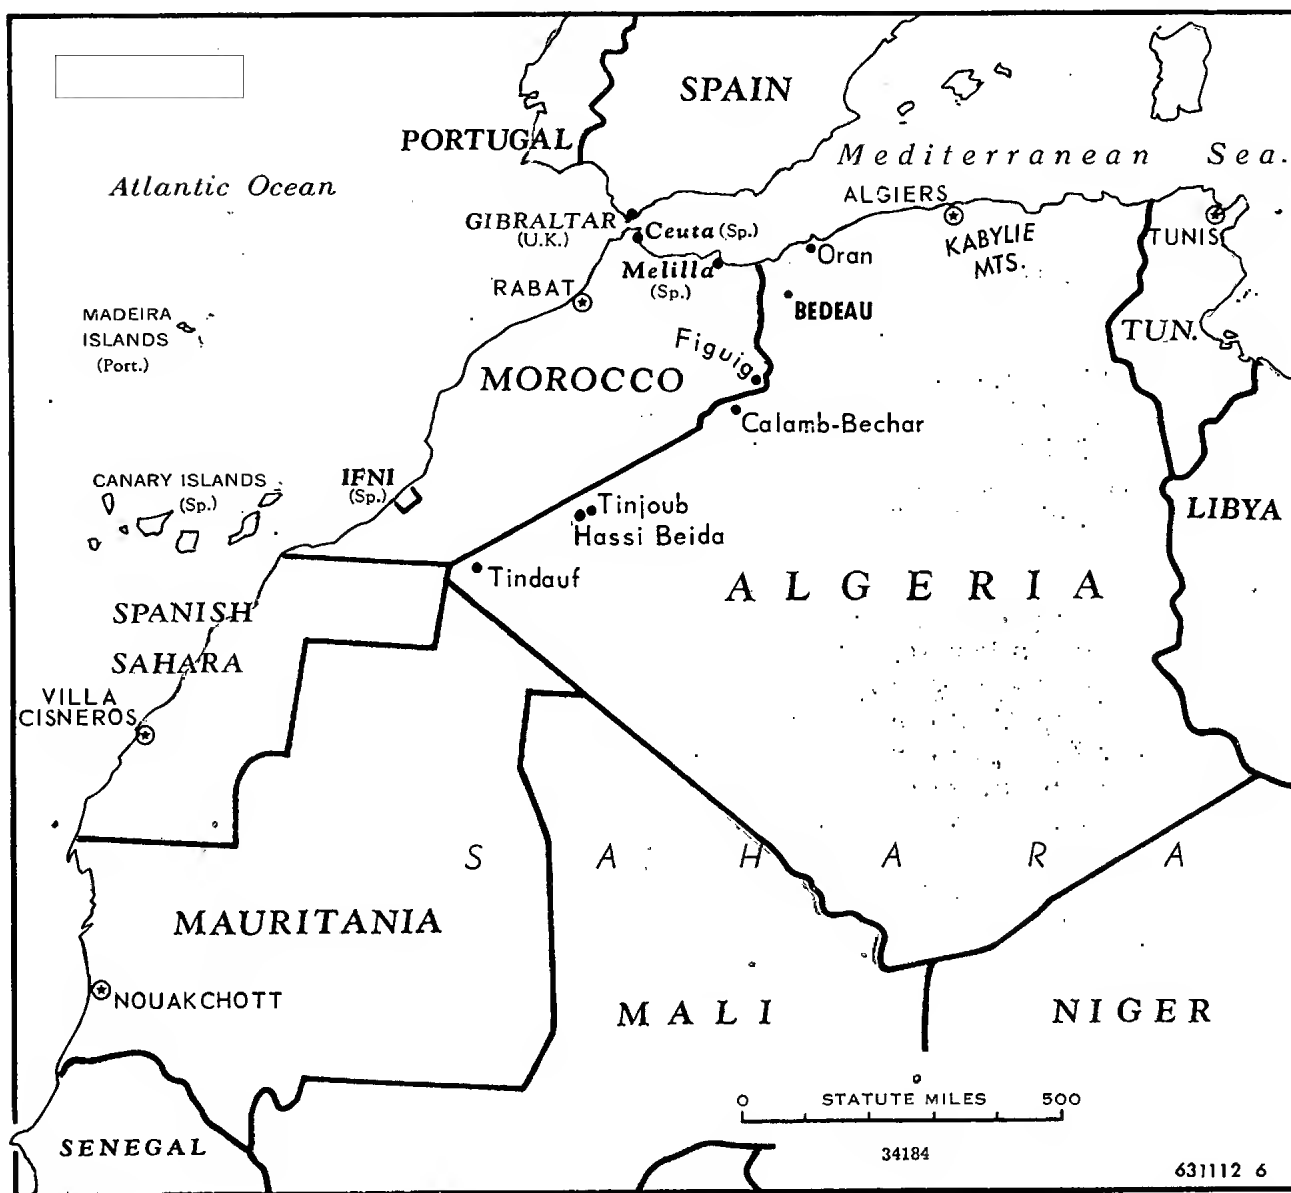 SPAIN
PORTUGAL
Mediterranean Sea.
Atlantic Ocean
ALGIERS
GIBRALTAR
(U.K.)
Ceuta (Sp.)
KABYLIE
MTS.
TUNIS
Oran
Melilla
(Sp.)
RABAT
BEDEAU
MADEIRA
ISLANDS
(Port.)
TUN.
Figuig
MOROCCO
Calamb-Bechar
CANARY ISLANDS
(Sp.)
IFNI
(Sp.)
Tinjoub
Hassi Beida
LIBYA
Tindauf
ALGERIA
SPANISH
SAHARA
VILLA
CISNEROS
SAHARA
MAURITANIA
NOUAKCHOTT
MALI
NIGER
0 STATUTE MILES 500
SENEGAL
34184
631112 6